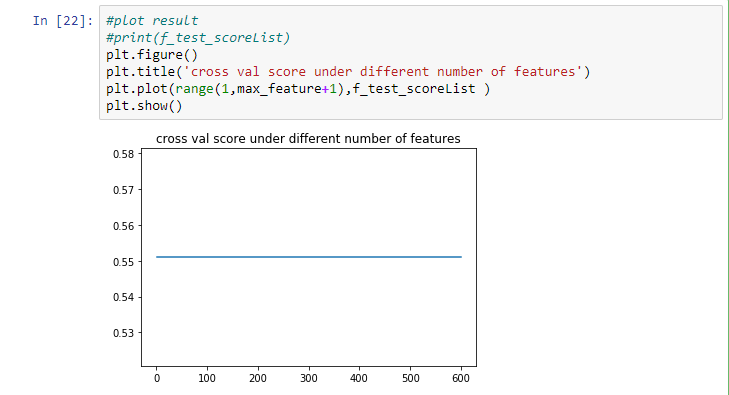 In [22]: #plot result
#print(f_test_scoreList)
plt.figure()
plt.title('cross val score under different number of features')
plt.plot(range(1,max_feature+1),f_test_scoreList )
plt.show()
cross val score under different number of features
0.58
0.57
0.56
0.55
0.54
0.53
0 100 200 300 400 500 600